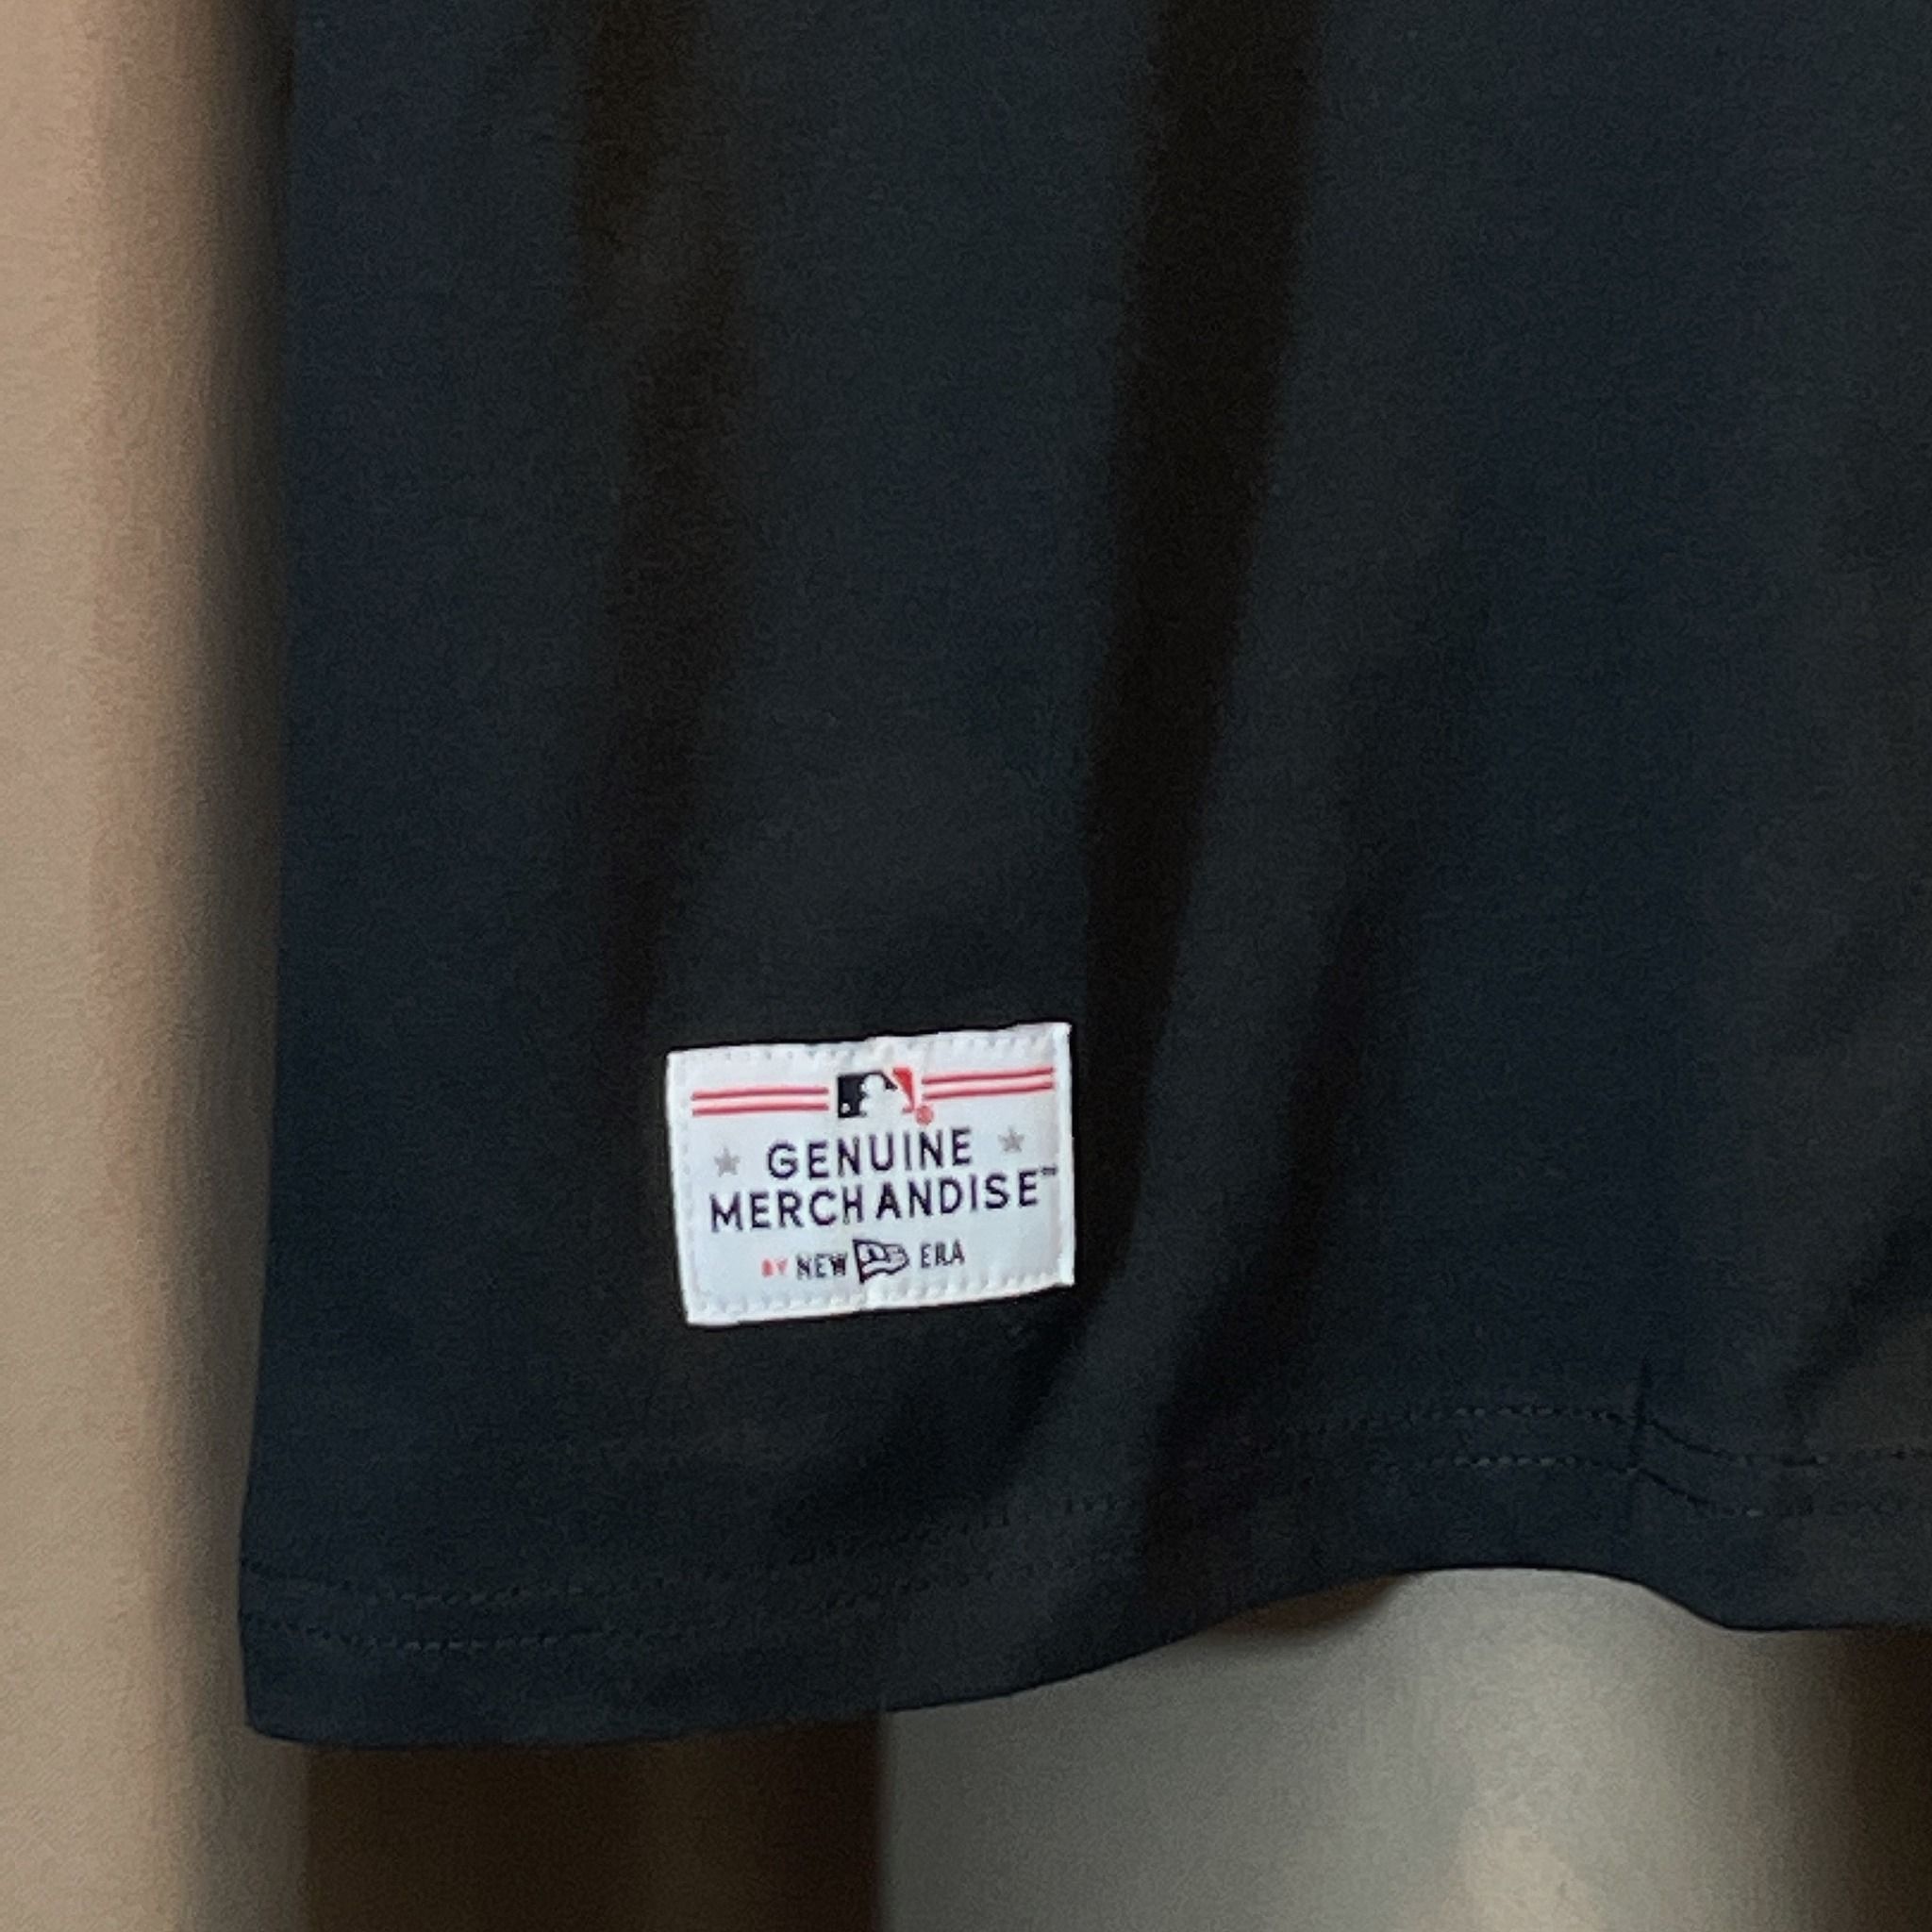 GENUINE
MERCHANDISE™
BY NEW ERA